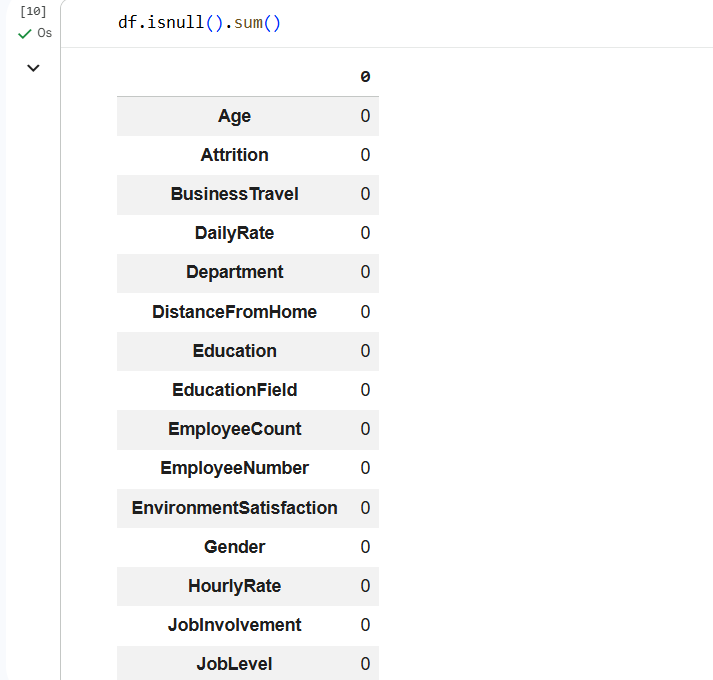 [10]
df.isnull().sum()
0s
0
Age 0
Attrition 0
BusinessTravel 0
DailyRate 0
Department 0
DistanceFromHome 0
Education 0
EducationField 0
EmployeeCount 0
EmployeeNumber 0
EnvironmentSatisfaction 0
Gender 0
HourlyRate 0
JobInvolvement 0
JobLevel 0